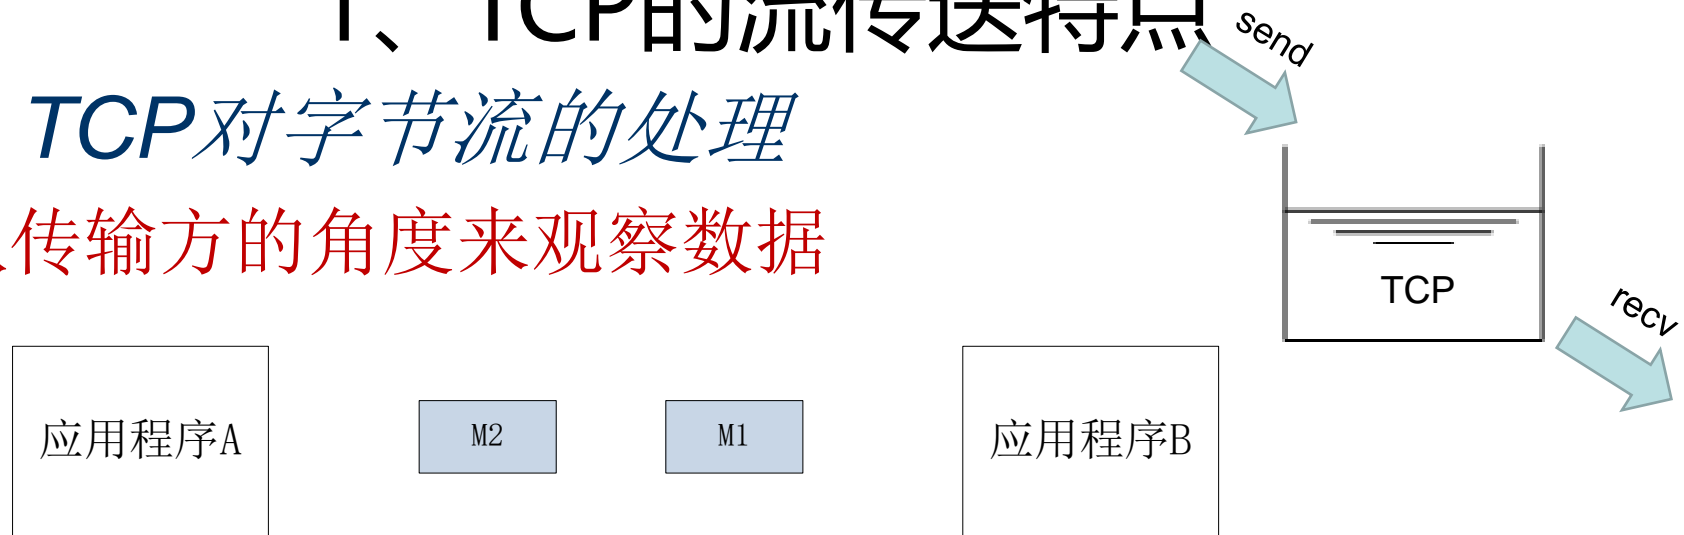 1、TCP的流传送特点
send
TCP对字节流的处理
传输方的角度来观察数据
TCP
recv
应用程序A
M2
M1
应用程序B